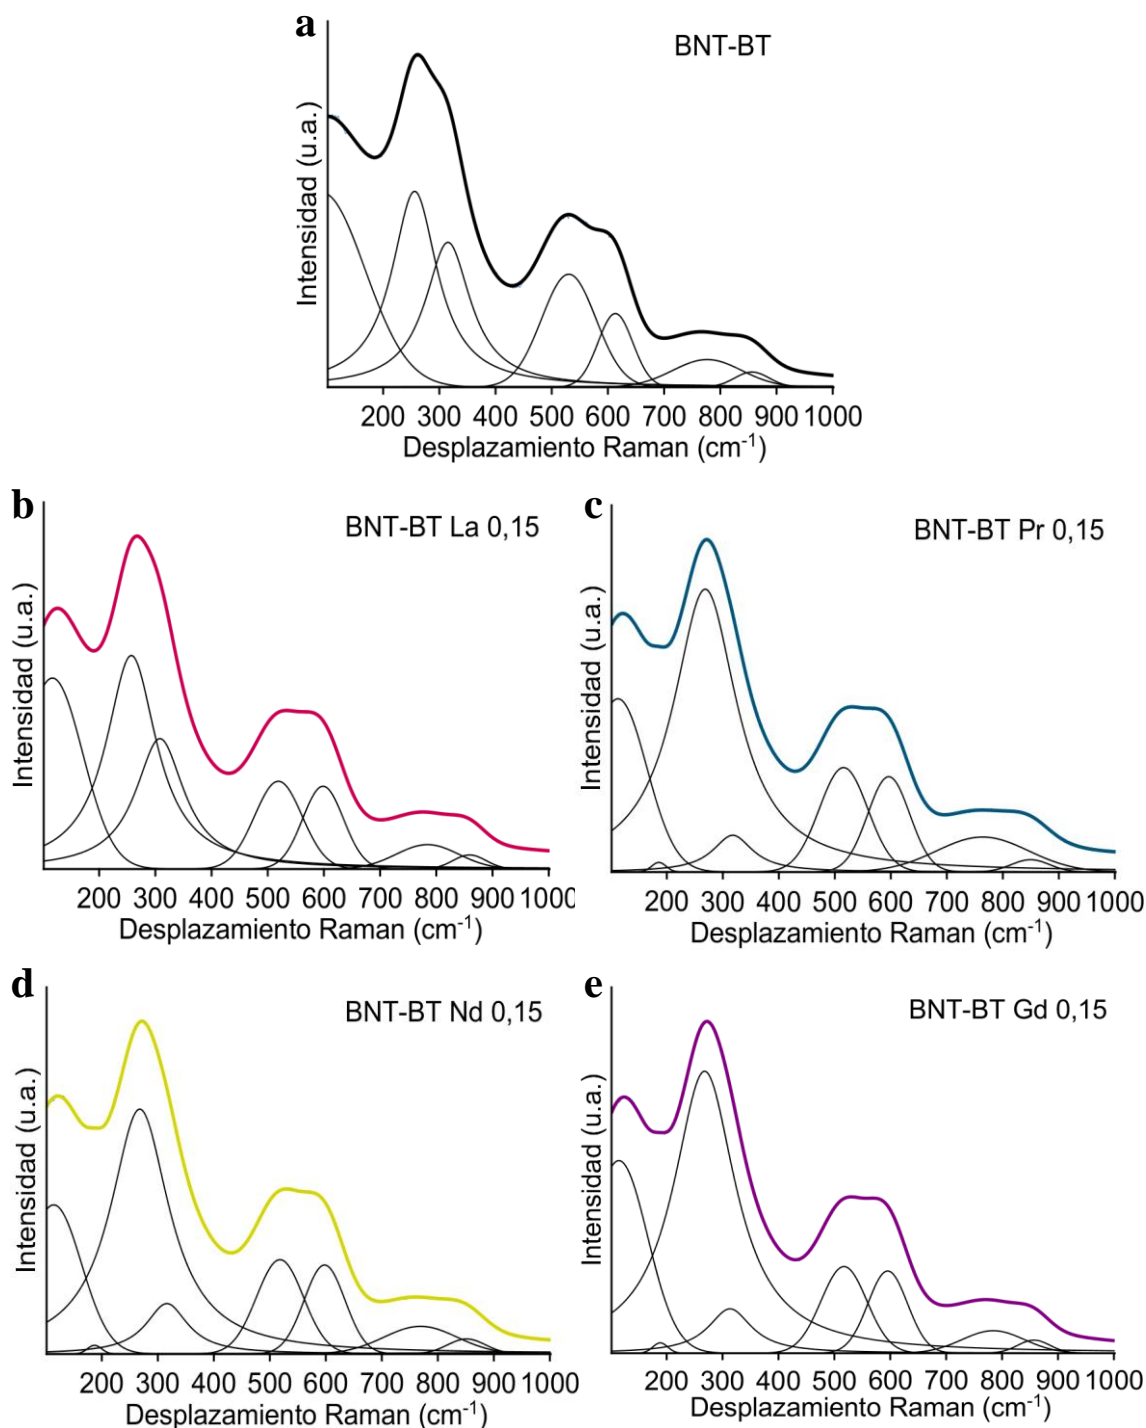 a
BNT-BT
Intensidad (u.a.)
200 300 400 500 600 700 800 900 1000
Desplazamiento Raman (cm⁻¹)
b
BNT-BT La 0,15
Intensidad (u.a.)
200 300 400 500 600 700 800 900 1000
Desplazamiento Raman (cm⁻¹)
c
BNT-BT Pr 0,15
Intensidad (u.a.)
200 300 400 500 600 700 800 900 1000
Desplazamiento Raman (cm⁻¹)
d
BNT-BT Nd 0,15
Intensidad (u.a.)
200 300 400 500 600 700 800 900 1000
Desplazamiento Raman (cm⁻¹)
e
BNT-BT Gd 0,15
Intensidad (u.a.)
200 300 400 500 600 700 800 900 1000
Desplazamiento Raman (cm⁻¹)